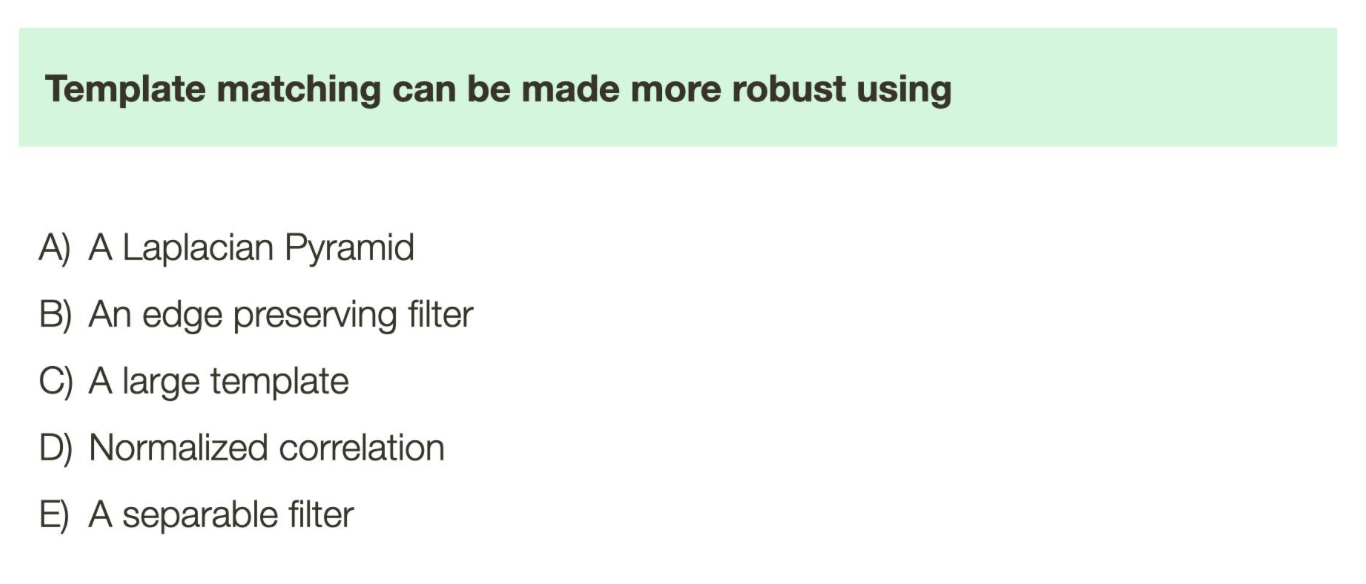 Template matching can be made more robust using
A) A Laplacian Pyramid
B) An edge preserving filter
C) A large template
D) Normalized correlation
E) A separable filter